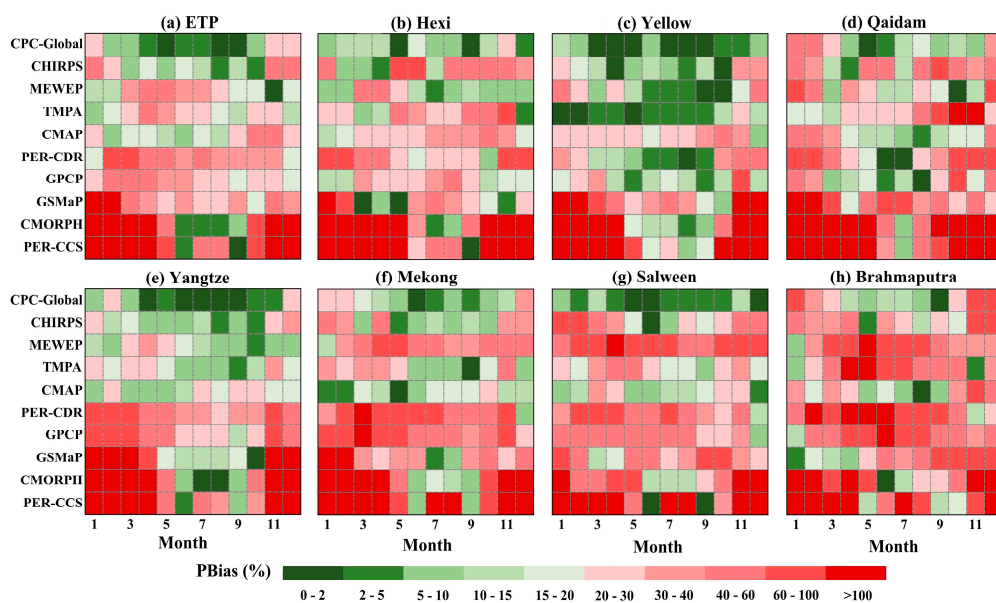 (a) ETP (b) Hexi (c) Yellow (d) Qaidam
CPC-Global
CHIRPS
MEWEP
TMPA
CMAP
PER-CDR
GPCP
GSMaP
CMORPH
PER-CCS
(e) Yangtze (f) Mekong (g) Salween (h) Brahmaputra
CPC-Global
CHIRPS
MEWEP
TMPA
CMAP
PER-CDR
GPCP
GSMaP
CMORPH
PER-CCS
1 3 5 7 9 11 1 3 5 7 9 11 1 3 5 7 9 11 1 3 5 7 9 11
Month Month Month Month
PBias (%)
0 - 2 2 - 5 5 - 10 10 - 15 15 - 20 20 - 30 30 - 40 40 - 60 60 - 100 >100